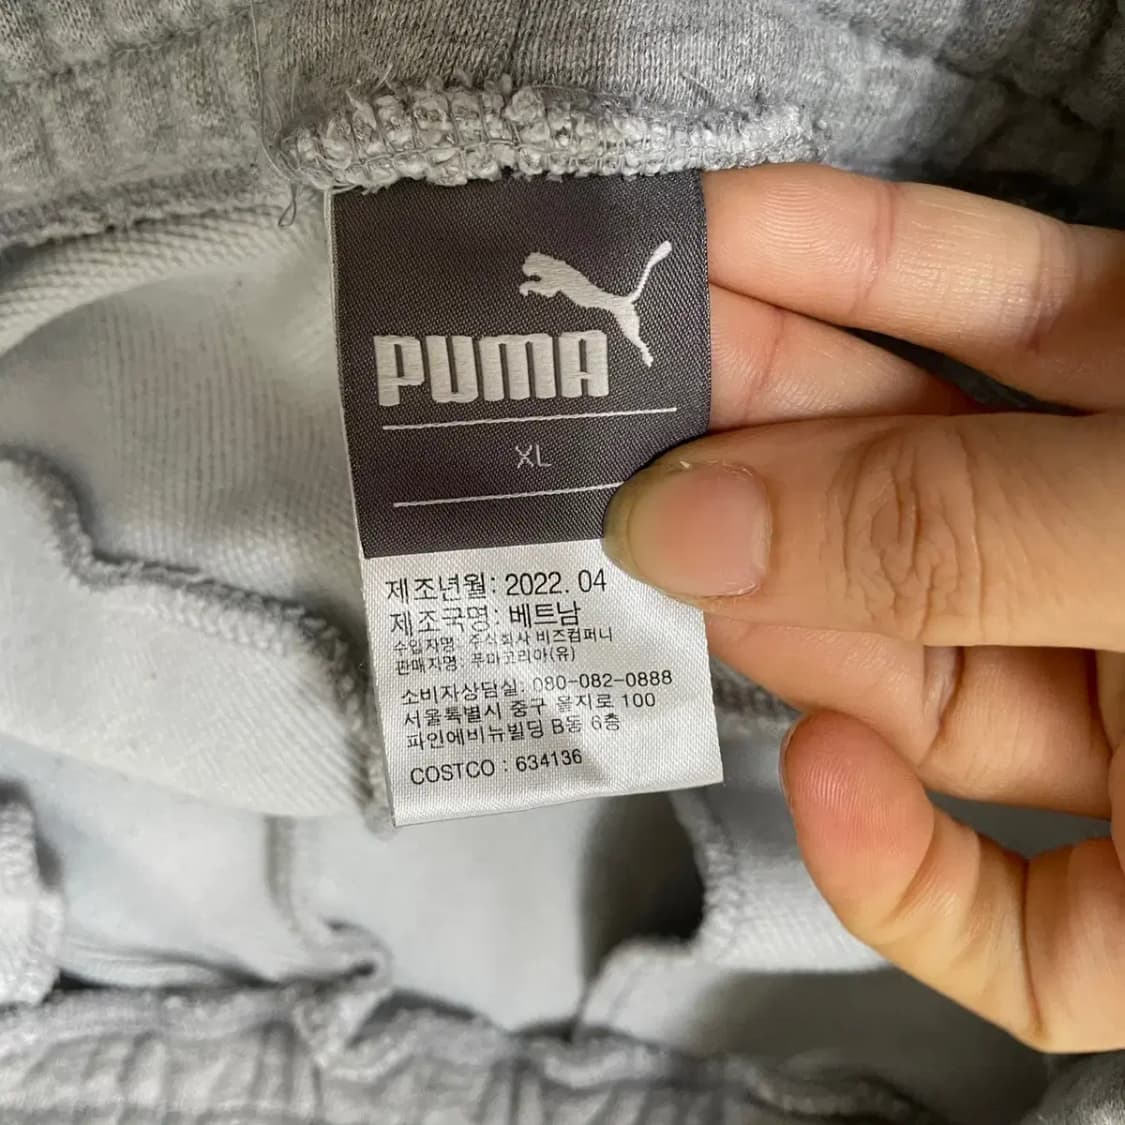 PUMA
XL
제조년월: 2022. 04
제조국명: 베트남
수입자명: 주식회사 비즈컴퍼니
판매자명: 푸마코리아(유)
소비자상담실: 080-082-0888
서울특별시 중구 을지로 100
파인에비뉴빌딩 B동 6층
COSTCO : 634136